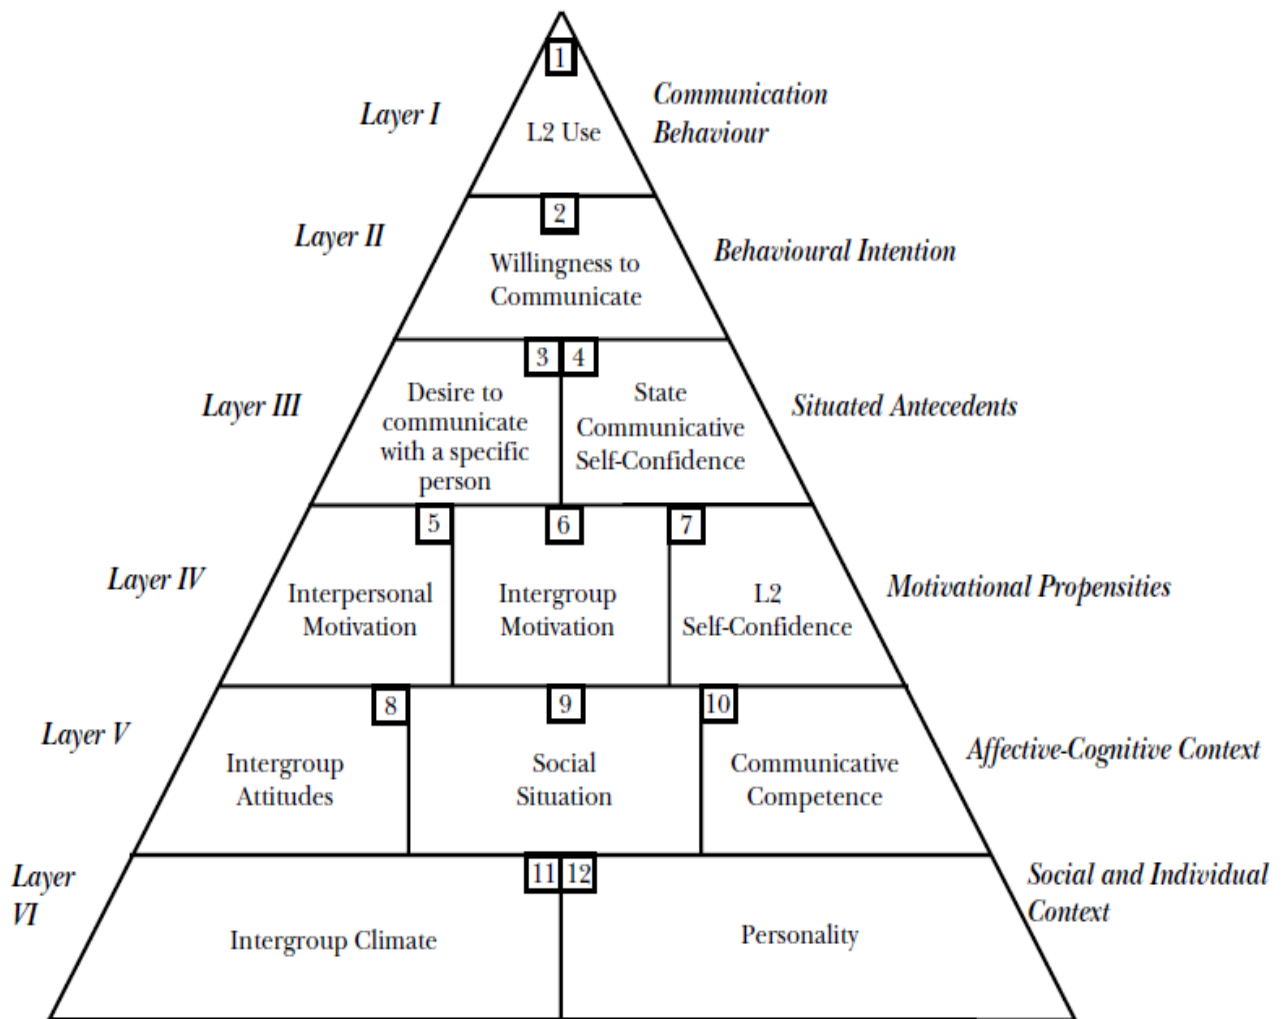 1
Layer I
L2 Use
Communication
Behaviour
2
Layer II
Willingness to
Communicate
Behavioural Intention
3
4
Layer III
Desire to
communicate
with a specific
person
State
Communicative
Self-Confidence
Situated Antecedents
5
6
7
Layer IV
Interpersonal
Motivation
Intergroup
Motivation
L2
Self-Confidence
Motivational Propensities
8
9
10
Layer V
Intergroup
Attitudes
Social
Situation
Communicative
Competence
Affective-Cognitive Context
11
12
Layer
VI
Intergroup Climate
Personality
Social and Individual
Context